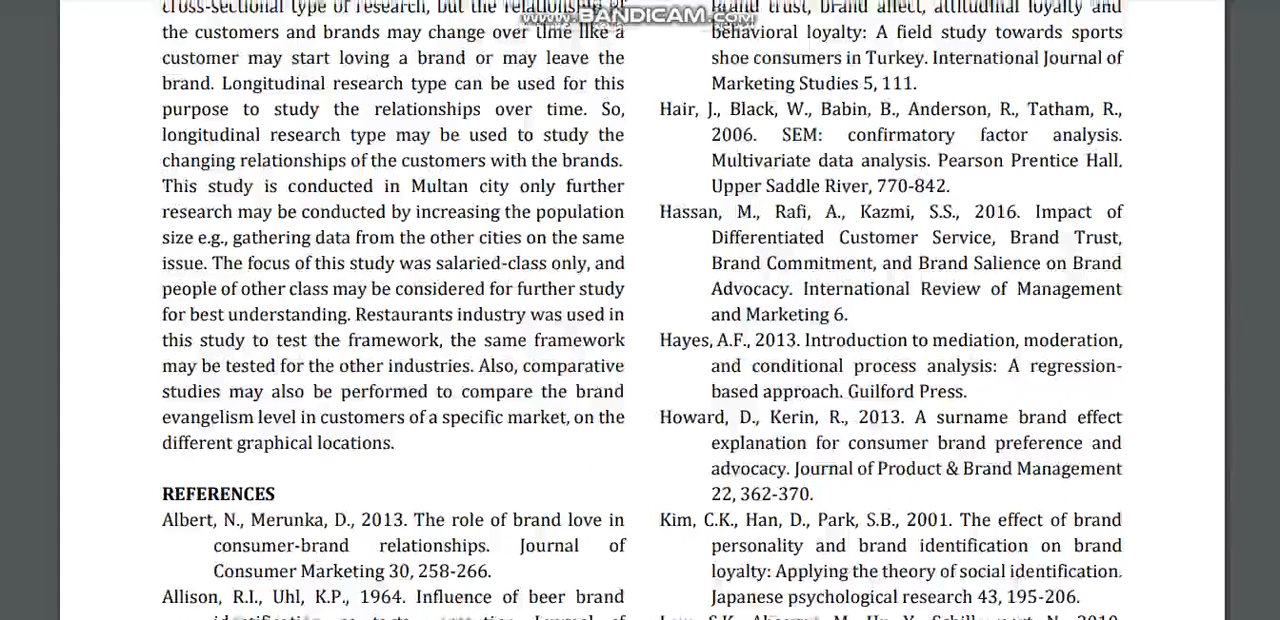 cross-sectional type of research, but the relationship of
the customers and brands may change over time like a
customer may start loving a brand or may leave the
brand. Longitudinal research type can be used for this
purpose to study the relationships over time. So,
longitudinal research type may be used to study the
changing relationships of the customers with the brands.
This study is conducted in Multan city only further
research may be conducted by increasing the population
size e.g., gathering data from the other cities on the same
issue. The focus of this study was salaried-class only, and
people of other class may be considered for further study
for best understanding. Restaurants industry was used in
this study to test the framework, the same framework
may be tested for the other industries. Also, comparative
studies may also be performed to compare the brand
evangelism level in customers of a specific market, on the
different graphical locations.
REFERENCES
Albert, N., Merunka, D., 2013. The role of brand love in
consumer-brand relationships. Journal of
Consumer Marketing 30, 258-266.
Allison, R.I., Uhl, K.P., 1964. Influence of beer brand
brand trust, brand affect, attitudinal loyalty and
behavioral loyalty: A field study towards sports
shoe consumers in Turkey. International Journal of
Marketing Studies 5, 111.
Hair, J., Black, W., Babin, B., Anderson, R., Tatham, R.,
2006. SEM: confirmatory factor analysis.
Multivariate data analysis. Pearson Prentice Hall,
Upper Saddle River, 770-842.
Hassan, M., Rafi, A., Kazmi, S.S., 2016. Impact of
Differentiated Customer Service, Brand Trust,
Brand Commitment, and Brand Salience on Brand
Advocacy. International Review of Management
and Marketing 6.
Hayes, A.F., 2013. Introduction to mediation, moderation,
and conditional process analysis: A regression-
based approach. Guilford Press.
Howard, D., Kerin, R., 2013. A surname brand effect
explanation for consumer brand preference and
advocacy. Journal of Product & Brand Management
22, 362-370.
Kim, C.K., Han, D., Park, S.B., 2001. The effect of brand
personality and brand identification on brand
loyalty: Applying the theory of social identification.
Japanese psychological research 43, 195-206.
www.BANDICAM.com